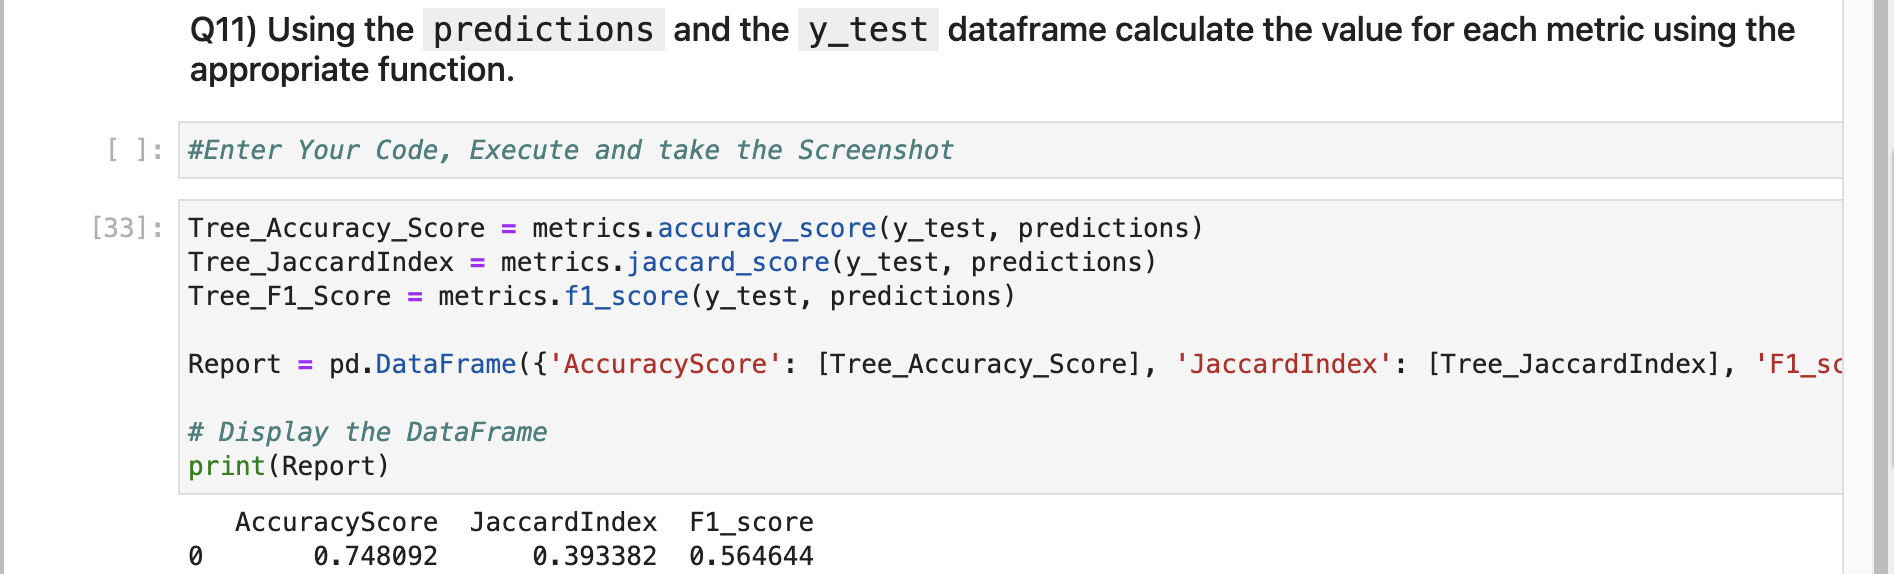 Q11) Using the predictions and the y_test dataframe calculate the value for each metric using the
appropriate function.
[ ]: #Enter Your Code, Execute and take the Screenshot
[33]: Tree_Accuracy_Score = metrics.accuracy_score(y_test, predictions)
Tree_JaccardIndex = metrics.jaccard_score(y_test, predictions)
Tree_F1_Score = metrics.f1_score(y_test, predictions)
Report = pd.DataFrame({'AccuracyScore': [Tree_Accuracy_Score], 'JaccardIndex': [Tree_JaccardIndex], 'F1_sc
# Display the DataFrame
print(Report)
AccuracyScore JaccardIndex F1_score
0 0.748092 0.393382 0.564644